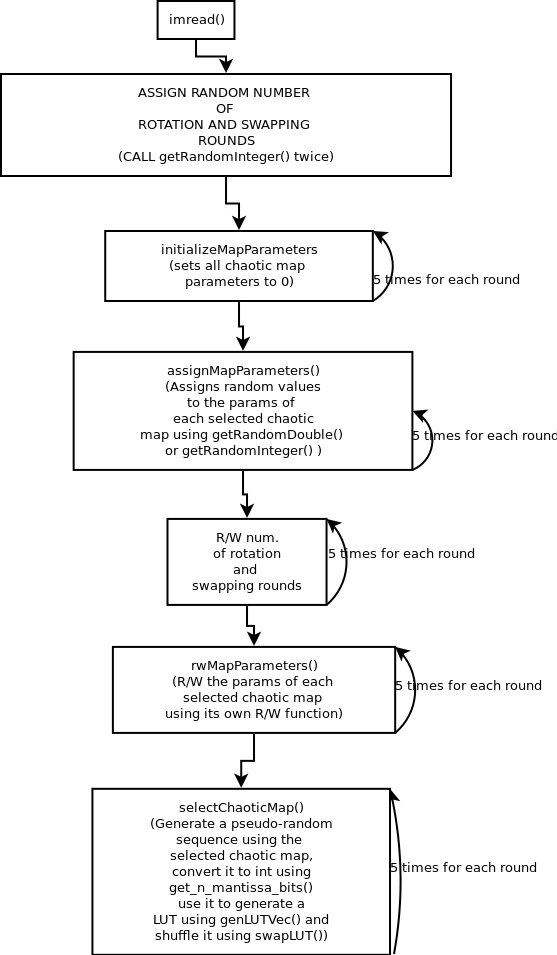 imread()
ASSIGN RANDOM NUMBER
OF
ROTATION AND SWAPPING
ROUNDS
(CALL getRandomInteger() twice)
initializeMapParameters
(sets all chaotic map
parameters to 0)
5 times for each round
assignMapParameters()
(Assigns random values
to the params of
each selected chaotic
map using getRandomDouble()
or getRandomInteger() )
5 times for each round
R/W num.
of rotation
and
swapping rounds
5 times for each round
rwMapParameters()
(R/W the params of each
selected chaotic map
using its own R/W function)
5 times for each round
selectChaoticMap()
(Generate a pseudo-random
sequence using the
selected chaotic map,
convert it to int using
get_n_mantissa_bits()
use it to generate a
LUT using genLUTVec() and
shuffle it using swapLUT())
5 times for each round